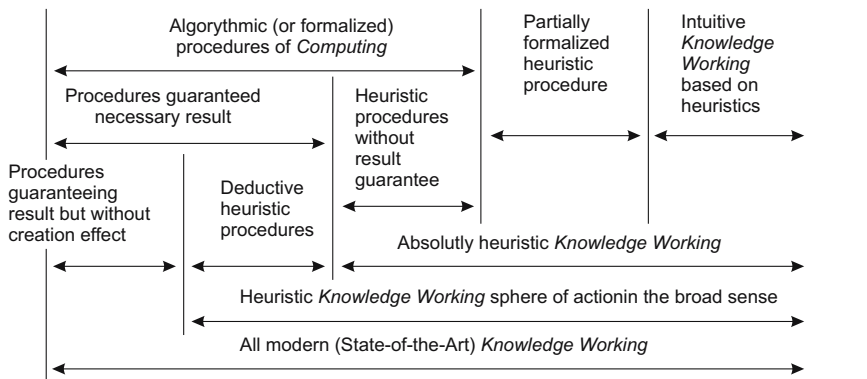 Algorythmic (or formalized)
procedures of Computing
Partially
formalized
heuristic
procedure
Intuitive
Knowledge
Working
based on
heuristics
Procedures guaranteed
necessary result
Heuristic
procedures
without
result
guarantee
Procedures
guaranteeing
result but without
creation effect
Deductive
heuristic
procedures
Absolutly heuristic Knowledge Working
Heuristic Knowledge Working sphere of actionin the broad sense
All modern (State-of-the-Art) Knowledge Working